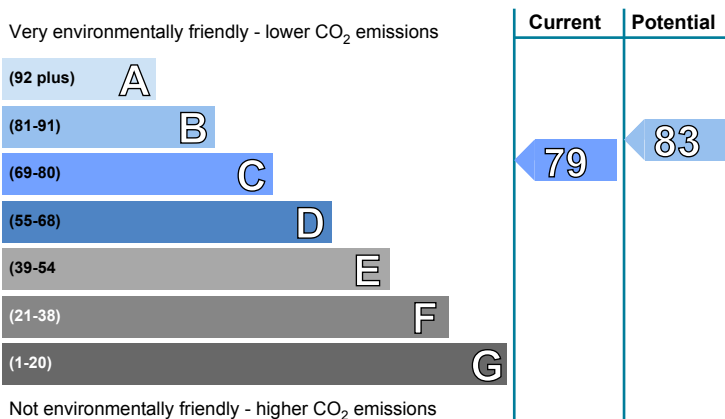 Very environmentally friendly - lower CO2 emissions
Current
Potential
(92 plus) A
(81-91) B
(69-80) C
(55-68) D
(39-54 E
(21-38) F
(1-20) G
79
83
Not environmentally friendly - higher CO2 emissions